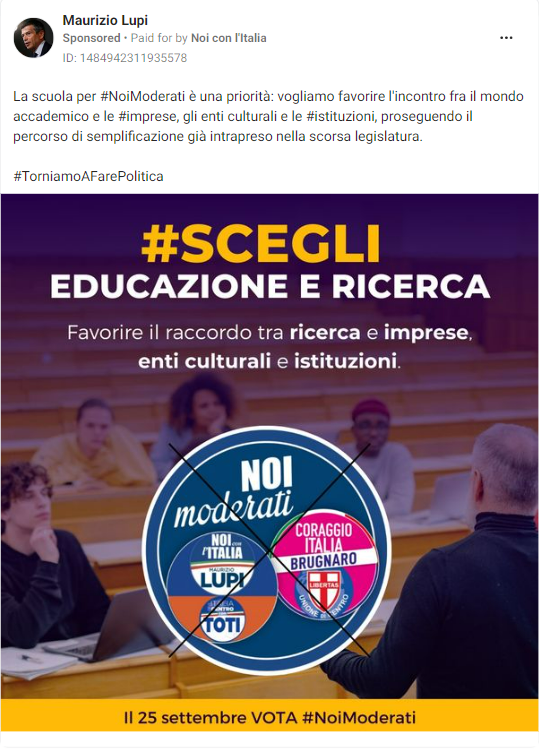 Maurizio Lupi
Sponsored • Paid for by Noi con l'Italia
ID: 1484942311935578
La scuola per #NoiModerati è una priorità: vogliamo favorire l'incontro fra il mondo
accademico e le #imprese, gli enti culturali e le #istituzioni, proseguendo il
percorso di semplificazione già intrapreso nella scorsa legislatura.
#TorniamoAFarePolitica
#SCEGLI
EDUCAZIONE E RICERCA
Favorire il raccordo tra ricerca e imprese,
enti culturali e istituzioni.
NOI
moderati
NOI
l'ITALIA
MAURIZIO
LUPI
CENTRO
TOTI
CORAGGIO
ITALIA
BRUGNARO
LIBERTAS
UNIONE DI CENTRO
Il 25 settembre VOTA #NoiModerati